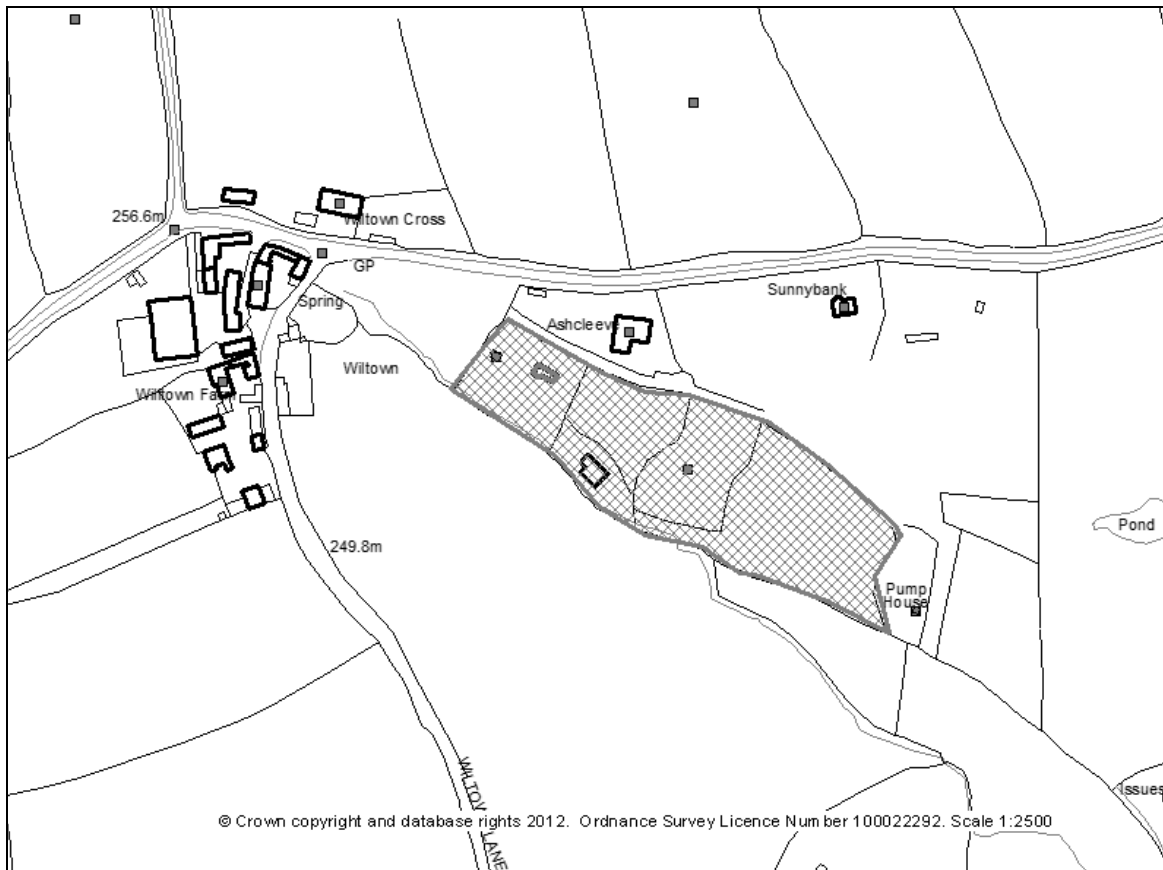 Wiltown Cross
256.6m
GP
Sunnybank
Spring
Ashcleeve
Wiltown
Wiltown Farm
Pond
249.8m
Pump
House
WILTOWN LANE
Issues
© Crown copyright and database rights 2012. Ordnance Survey Licence Number 100022292. Scale 1:2500